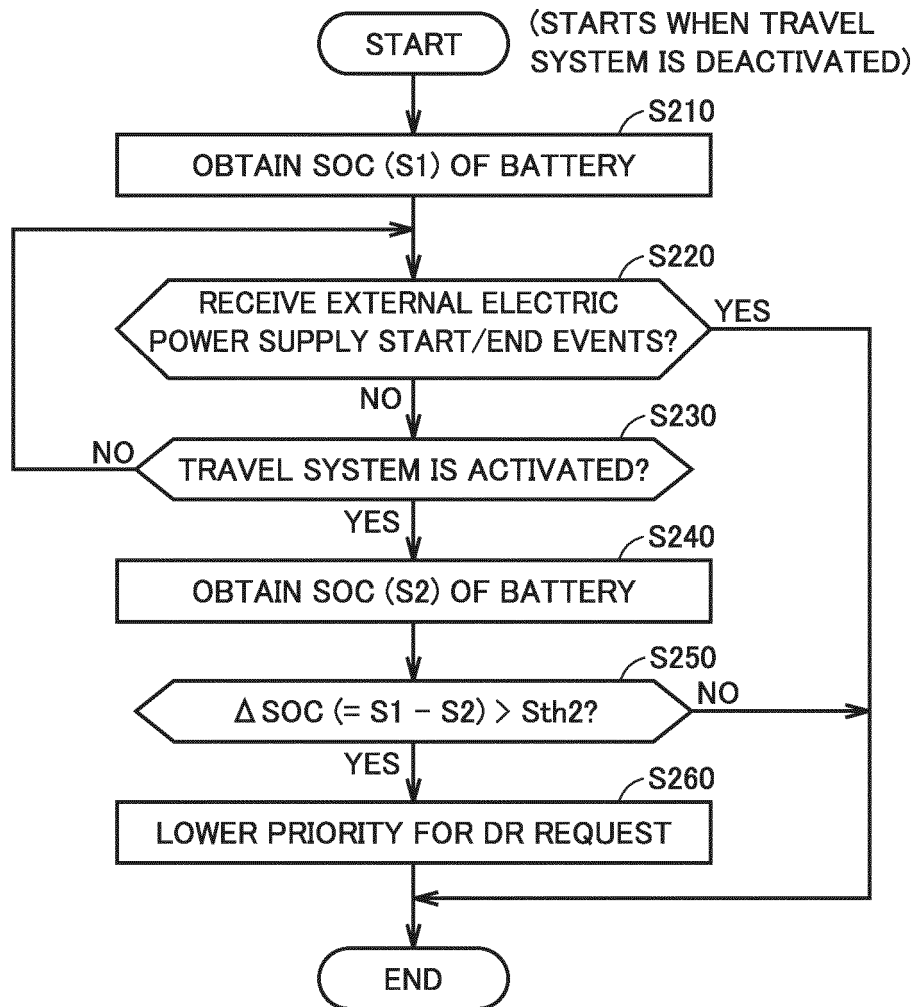 START
(STARTS WHEN TRAVEL
SYSTEM IS DEACTIVATED)
S210
OBTAIN SOC (S1) OF BATTERY
S220
RECEIVE EXTERNAL ELECTRIC
POWER SUPPLY START/END EVENTS?
YES
NO
S230
NO
TRAVEL SYSTEM IS ACTIVATED?
YES
S240
OBTAIN SOC (S2) OF BATTERY
S250
Δ SOC (= S1 − S2) > Sth2?
NO
YES
S260
LOWER PRIORITY FOR DR REQUEST
END